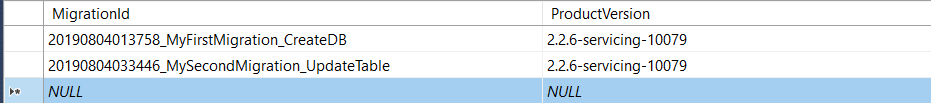 MigrationId ProductVersion
20190804013758_MyFirstMigration_CreateDB 2.2.6-servicing-10079
20190804033446_MySecondMigration_UpdateTable 2.2.6-servicing-10079
NULL NULL